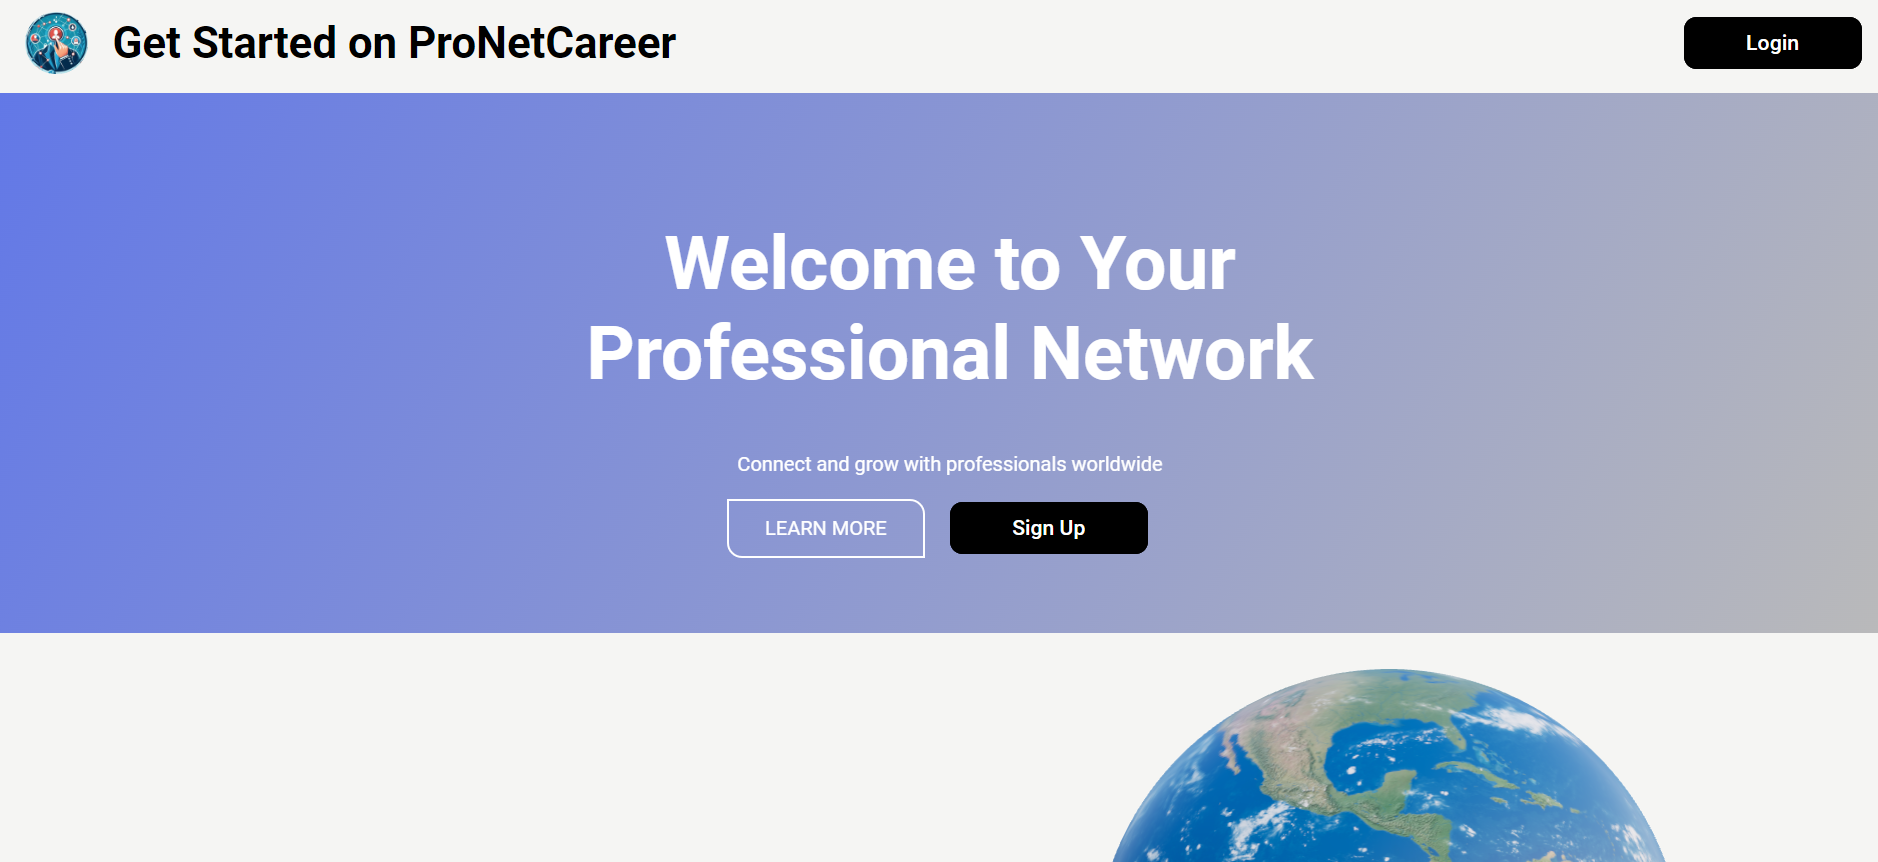 Get Started on ProNetCareer
Login
Welcome to Your
Professional Network
Connect and grow with professionals worldwide
LEARN MORE
Sign Up